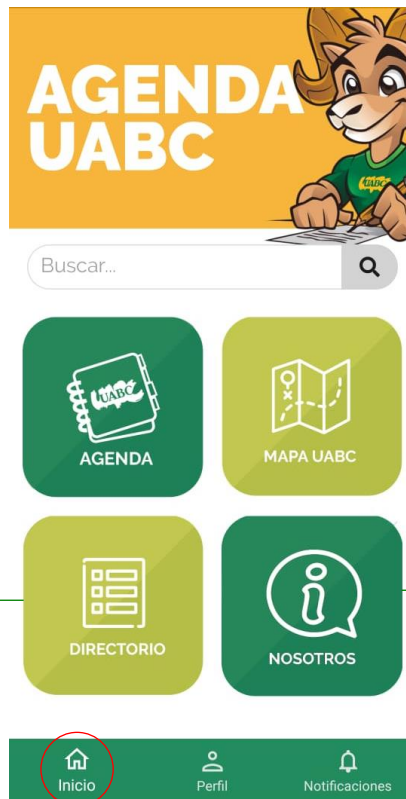 AGENDA
UABC
UABC
Buscar...
UABC
AGENDA
MAPA UABC
DIRECTORIO
NOSOTROS
Inicio
Perfil
Notificaciones